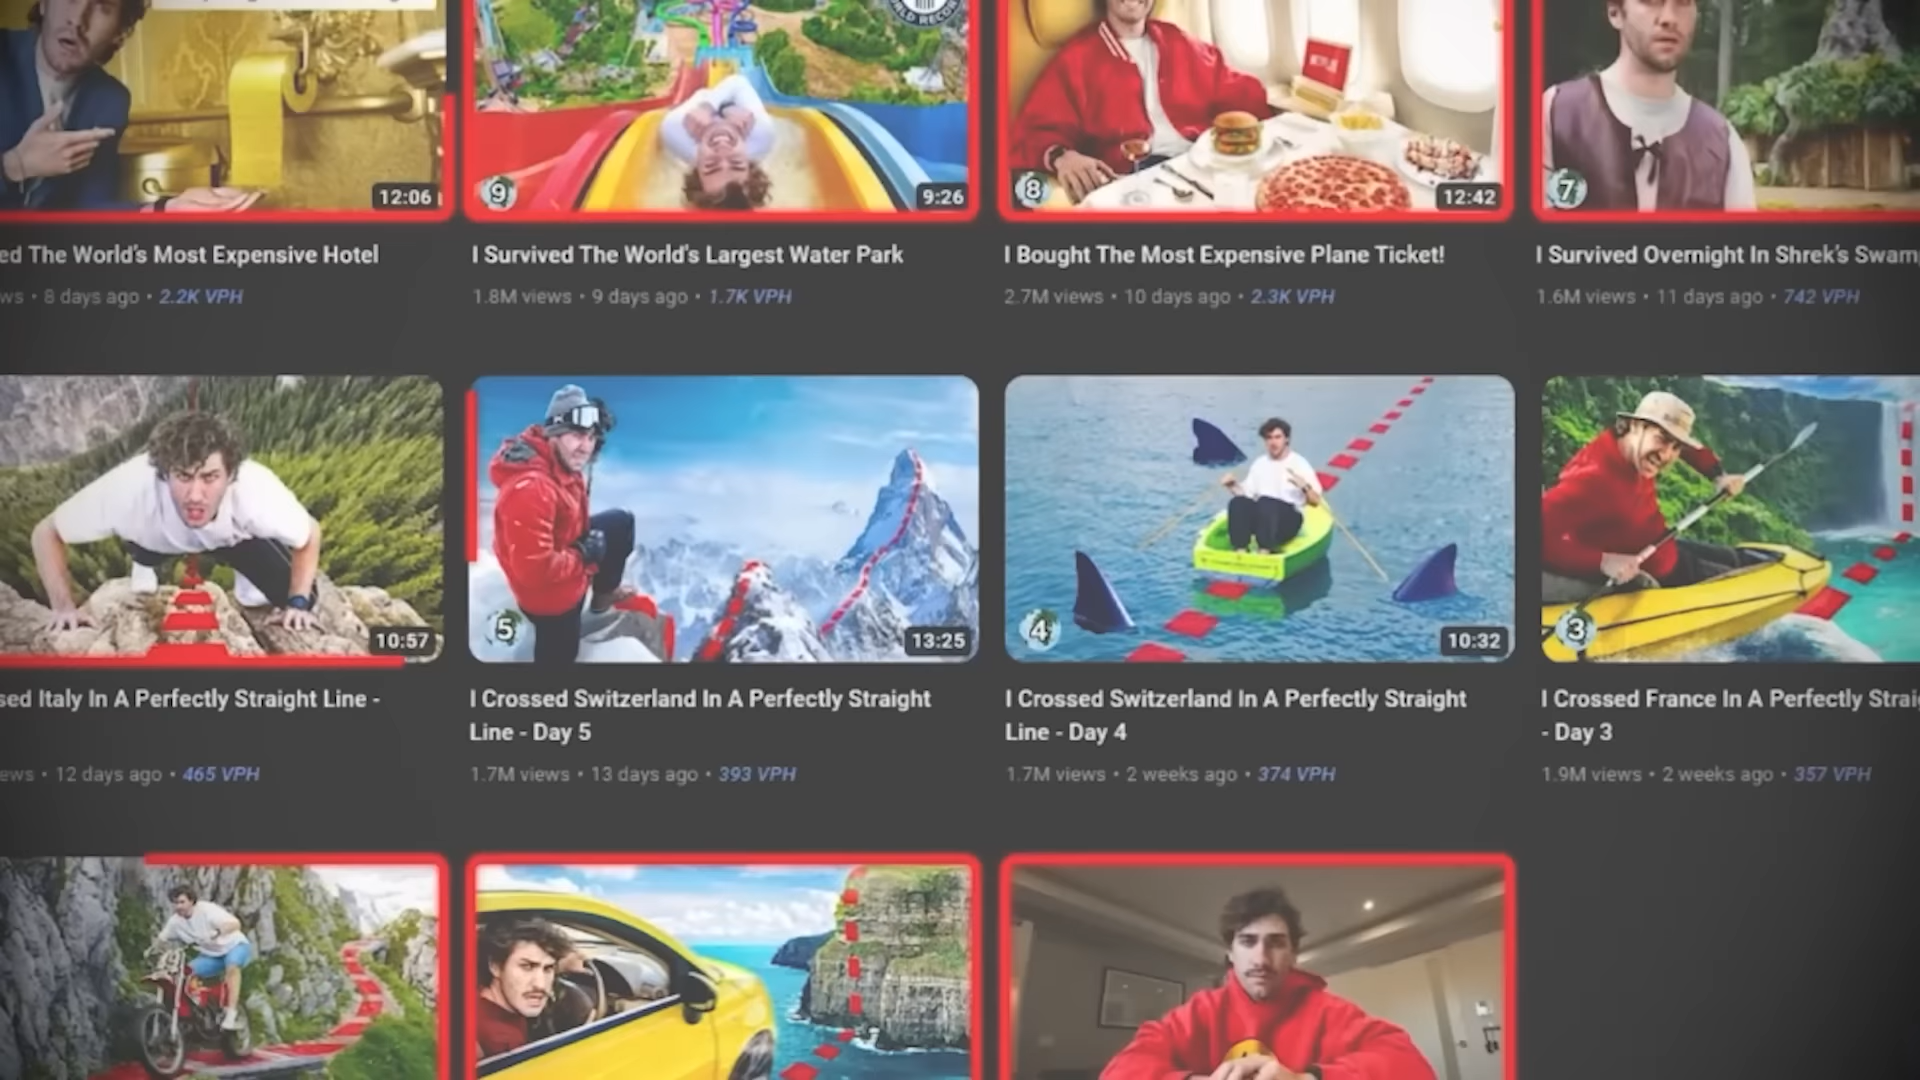 12:06
WORLD RECOR
9
9:26
NETFLIX
8
12:42
7
ed The World's Most Expensive Hotel
I Survived The World's Largest Water Park
I Bought The Most Expensive Plane Ticket!
I Survived Overnight In Shrek's Swam
ws • 8 days ago • 2.2K VPH
1.8M views • 9 days ago • 1.7K VPH
2.7M views • 10 days ago • 2.3K VPH
1.6M views • 11 days ago • 742 VPH
10:57
5
13:25
4
10:32
3
sed Italy In A Perfectly Straight Line -
I Crossed Switzerland In A Perfectly Straight
Line - Day 5
I Crossed Switzerland In A Perfectly Straight
Line - Day 4
I Crossed France In A Perfectly Straig
- Day 3
ews • 12 days ago • 465 VPH
1.7M views • 13 days ago • 393 VPH
1.7M views • 2 weeks ago • 374 VPH
1.9M views • 2 weeks ago • 357 VPH